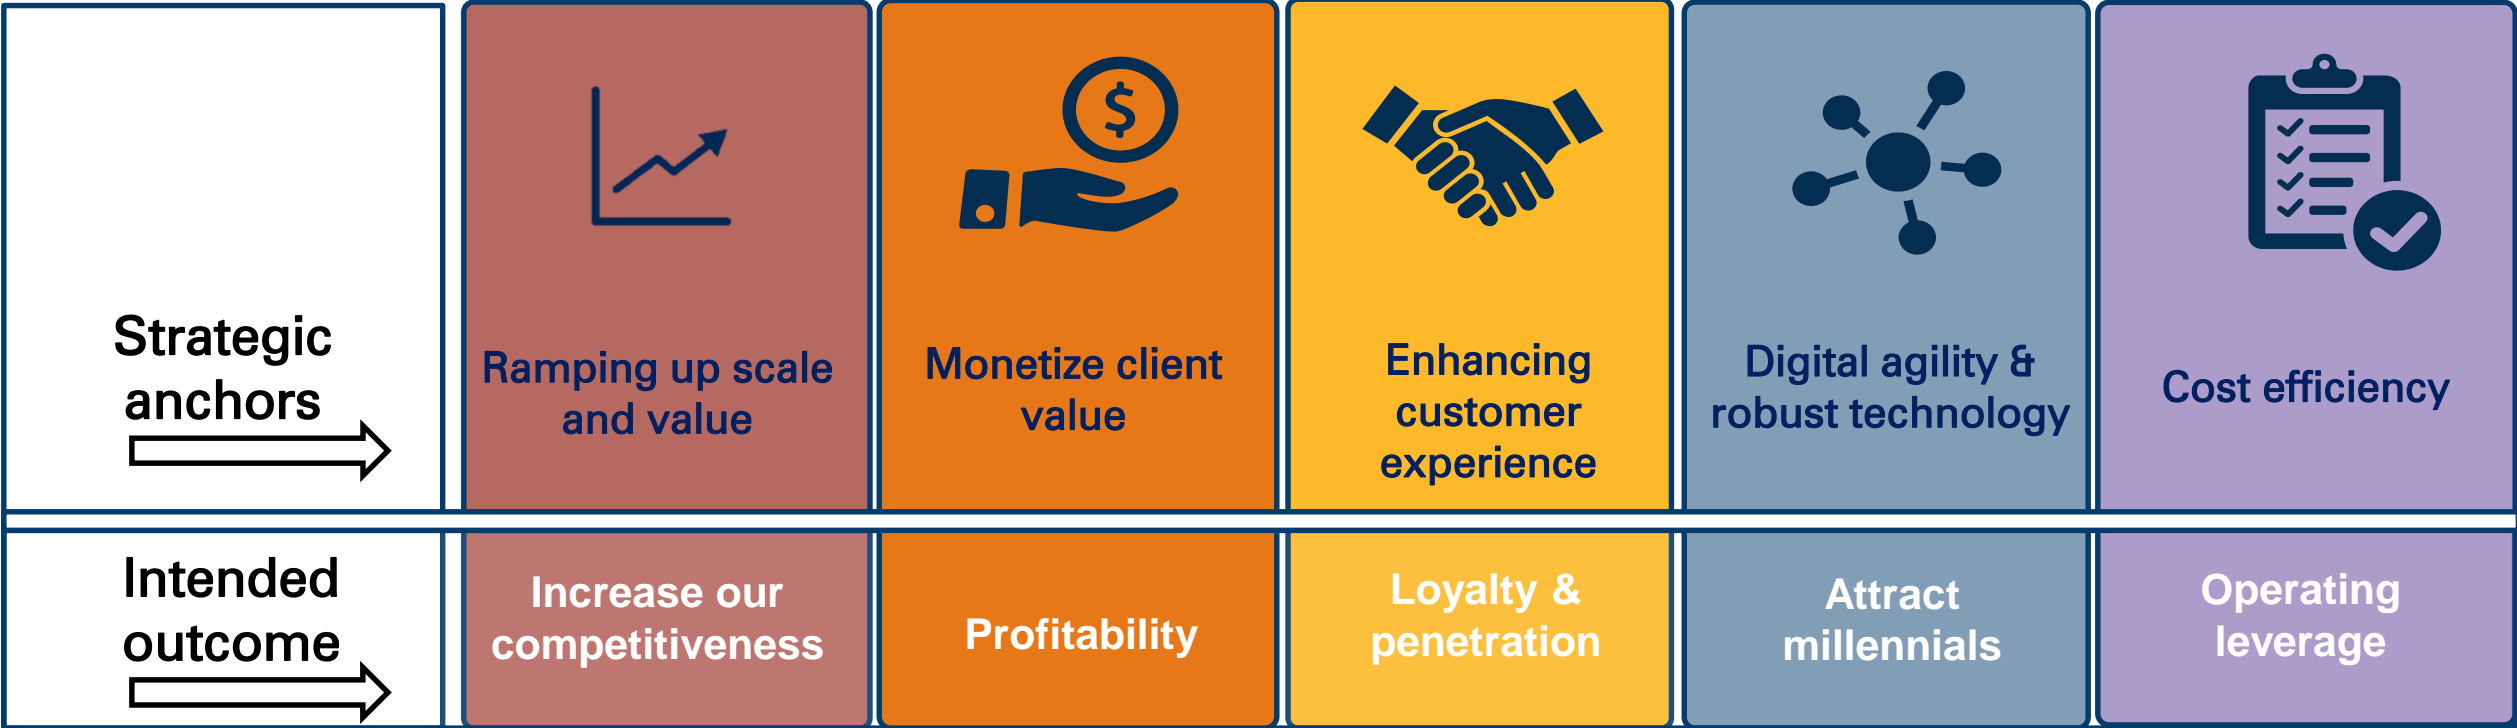 Strategic
anchors
$
Ramping up scale
and value
Monetize client
value
Enhancing
customer
experience
Digital agility &
robust technology
Cost efficiency
Intended
outcome
Increase our
competitiveness
Profitability
Loyalty &
penetration
Attract
millennials
Operating
leverage